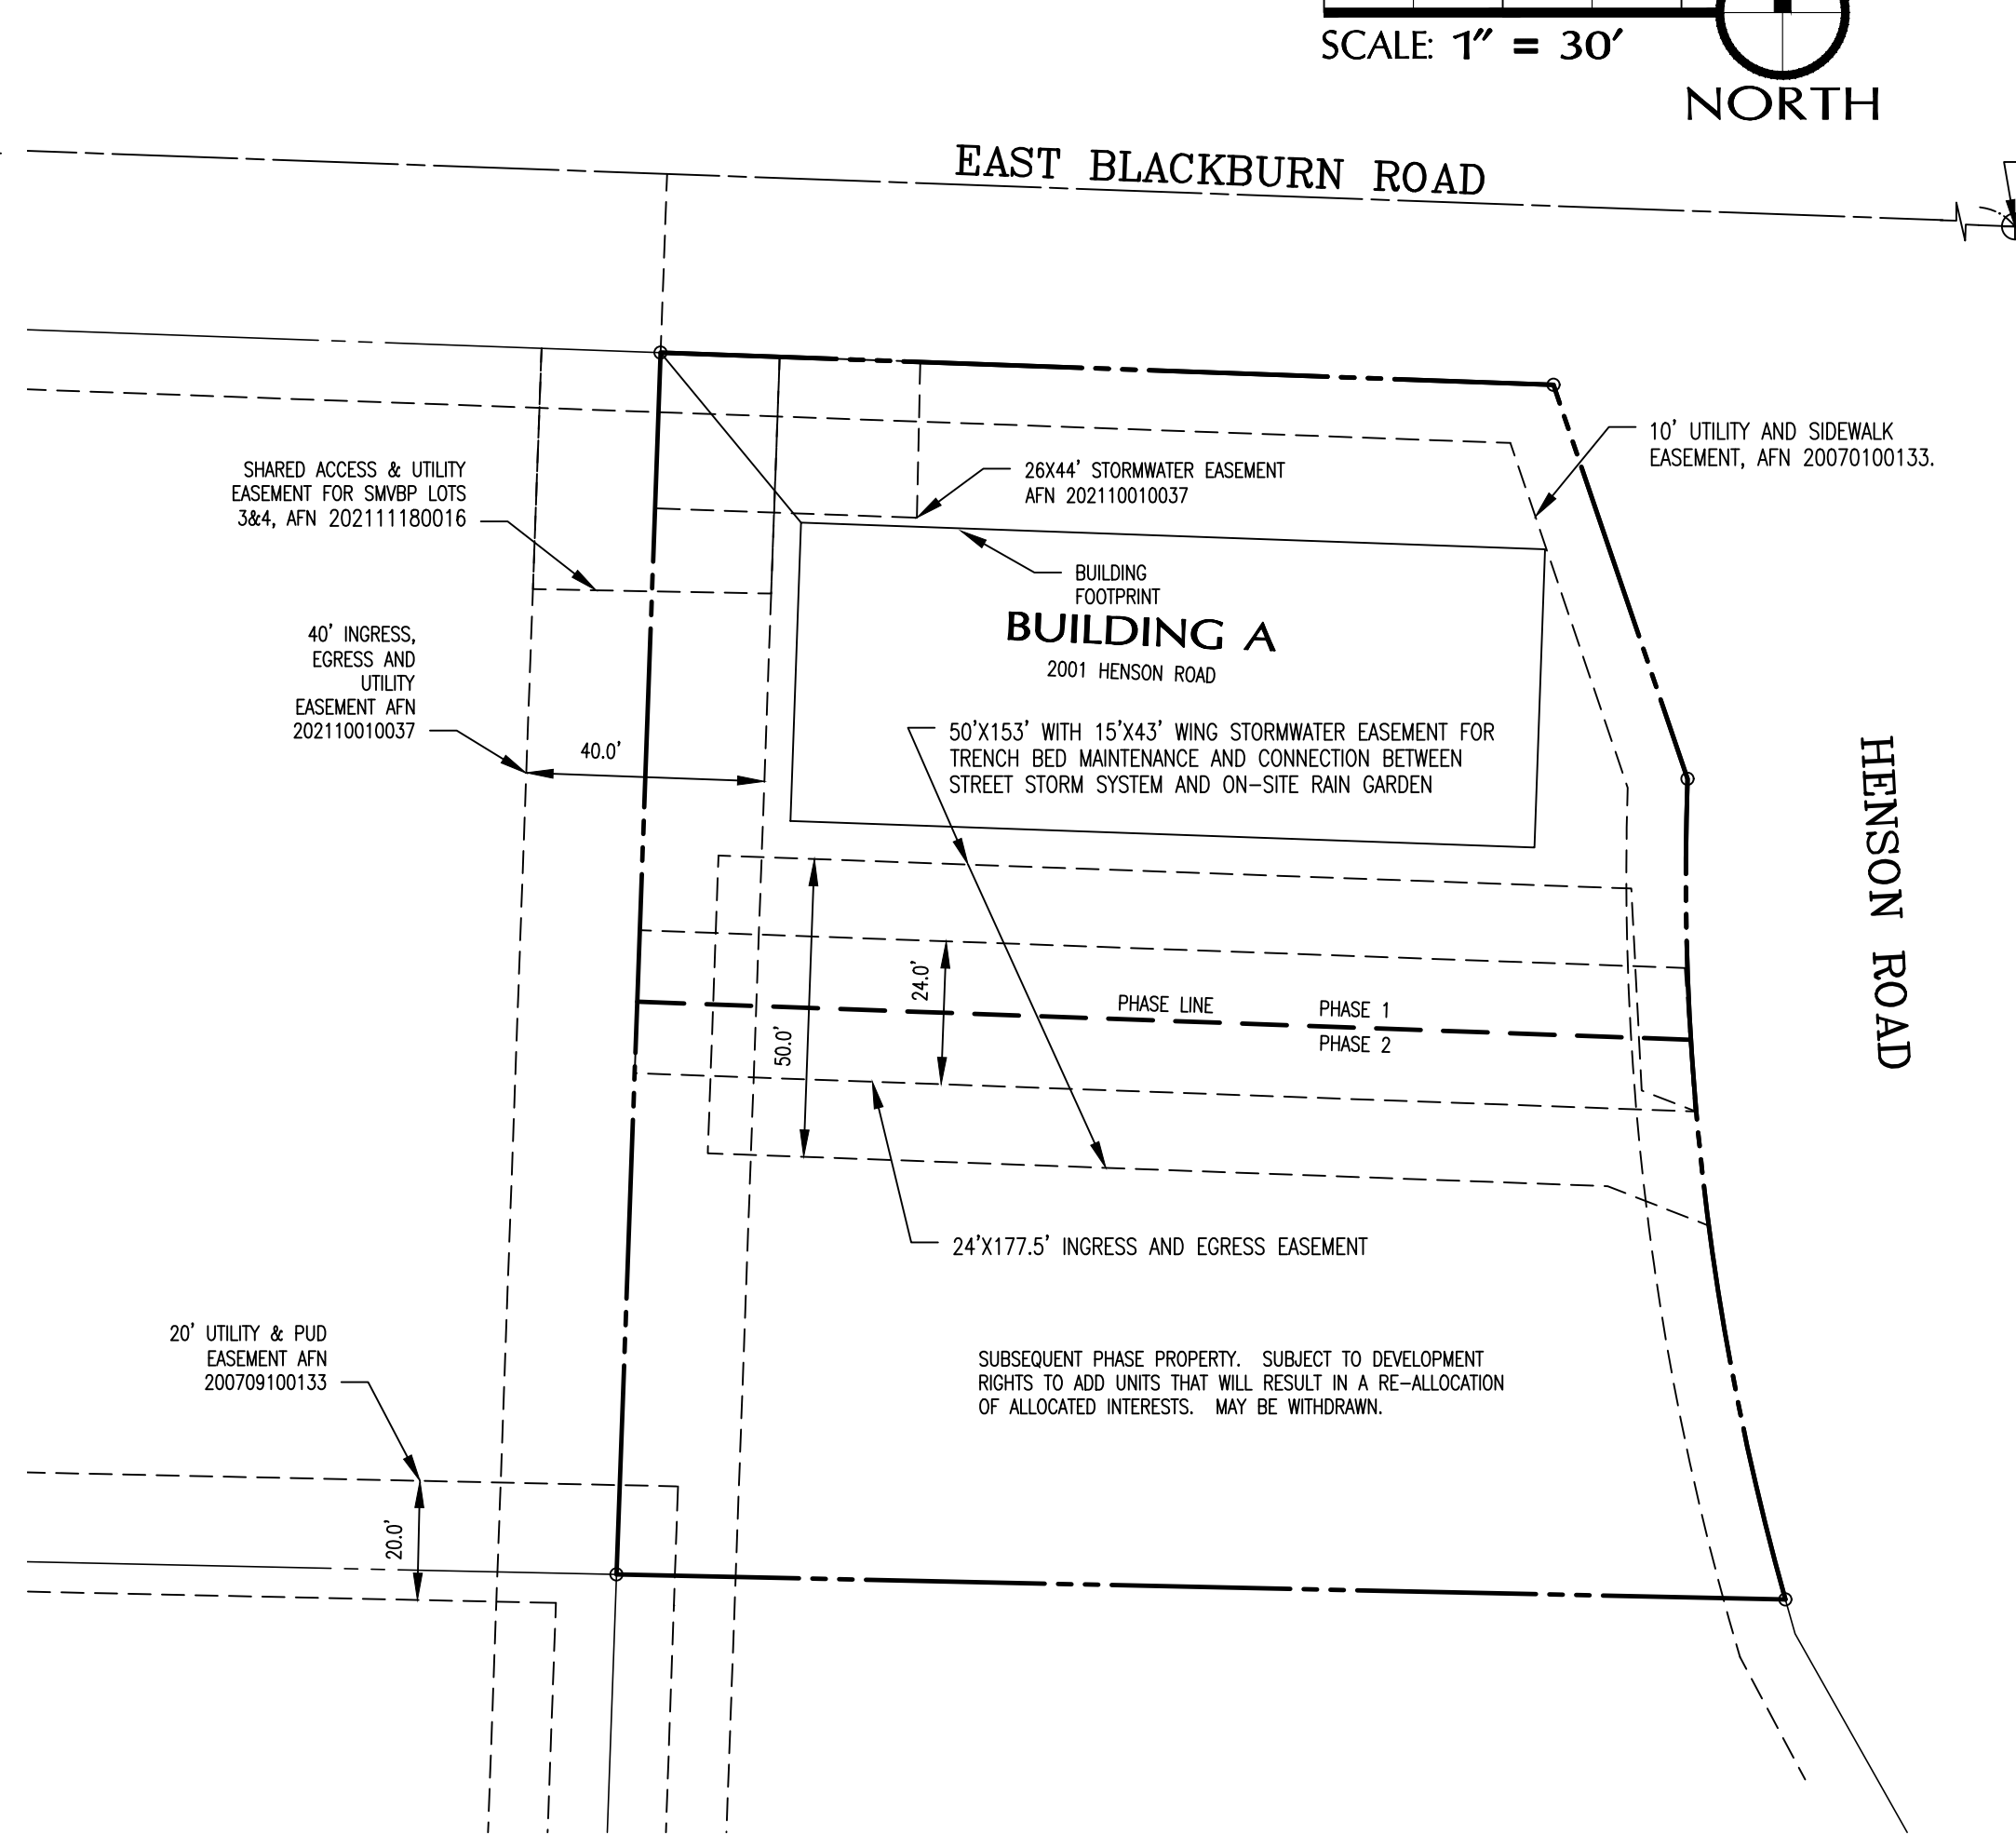 SCALE: 1" = 30'
NORTH
EAST BLACKBURN ROAD
10' UTILITY AND SIDEWALK
EASEMENT, AFN 20070100133.
SHARED ACCESS & UTILITY
EASEMENT FOR SMVBP LOTS
3&4, AFN 202111180016
26X44' STORMWATER EASEMENT
AFN 202110010037
BUILDING
FOOTPRINT
BUILDING A
2001 HENSON ROAD
40' INGRESS,
EGRESS AND
UTILITY
EASEMENT AFN
202110010037
40.0'
50'X153' WITH 15'X43' WING STORMWATER EASEMENT FOR
TRENCH BED MAINTENANCE AND CONNECTION BETWEEN
STREET STORM SYSTEM AND ON-SITE RAIN GARDEN
HENSON ROAD
24.0'
50.0'
PHASE LINE
PHASE 1
PHASE 2
24'X177.5' INGRESS AND EGRESS EASEMENT
20' UTILITY & PUD
EASEMENT AFN
200709100133
20.0'
SUBSEQUENT PHASE PROPERTY. SUBJECT TO DEVELOPMENT
RIGHTS TO ADD UNITS THAT WILL RESULT IN A RE-ALLOCATION
OF ALLOCATED INTERESTS. MAY BE WITHDRAWN.